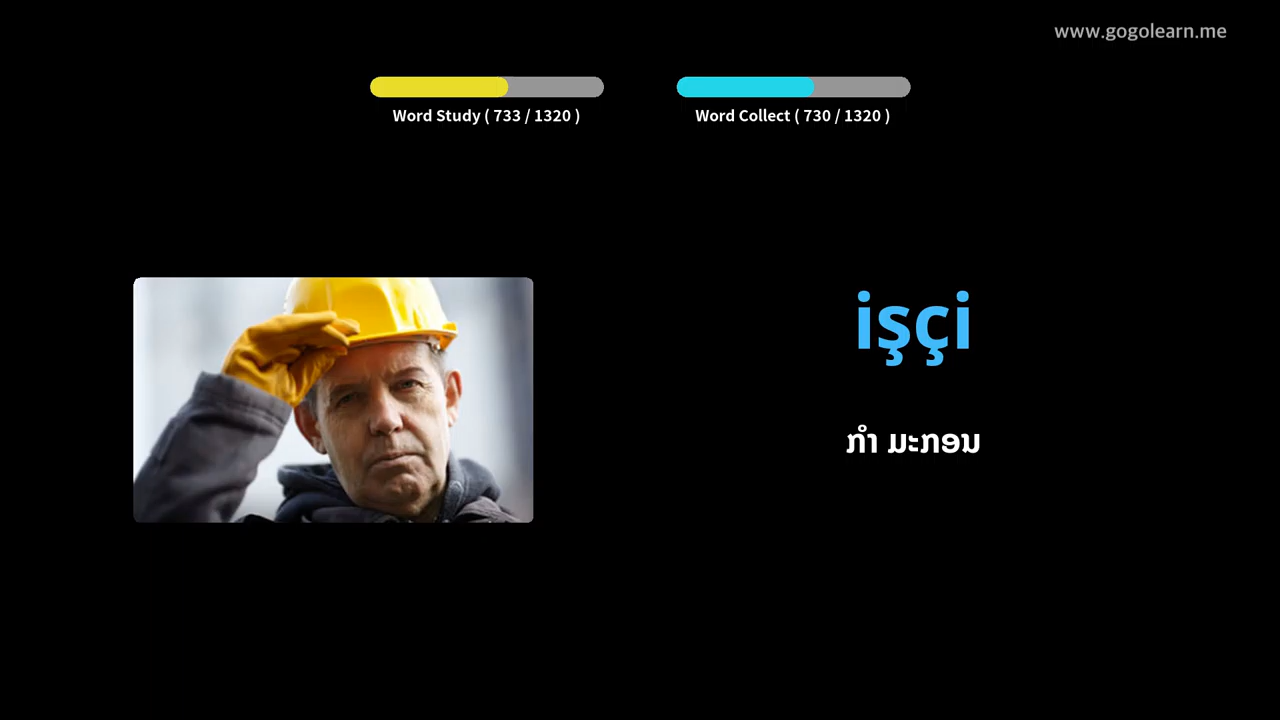 www.gogolearn.me
Word Study ( 733 / 1320 )
Word Collect ( 730 / 1320 )
işçi
ກຳ ມະກອນ